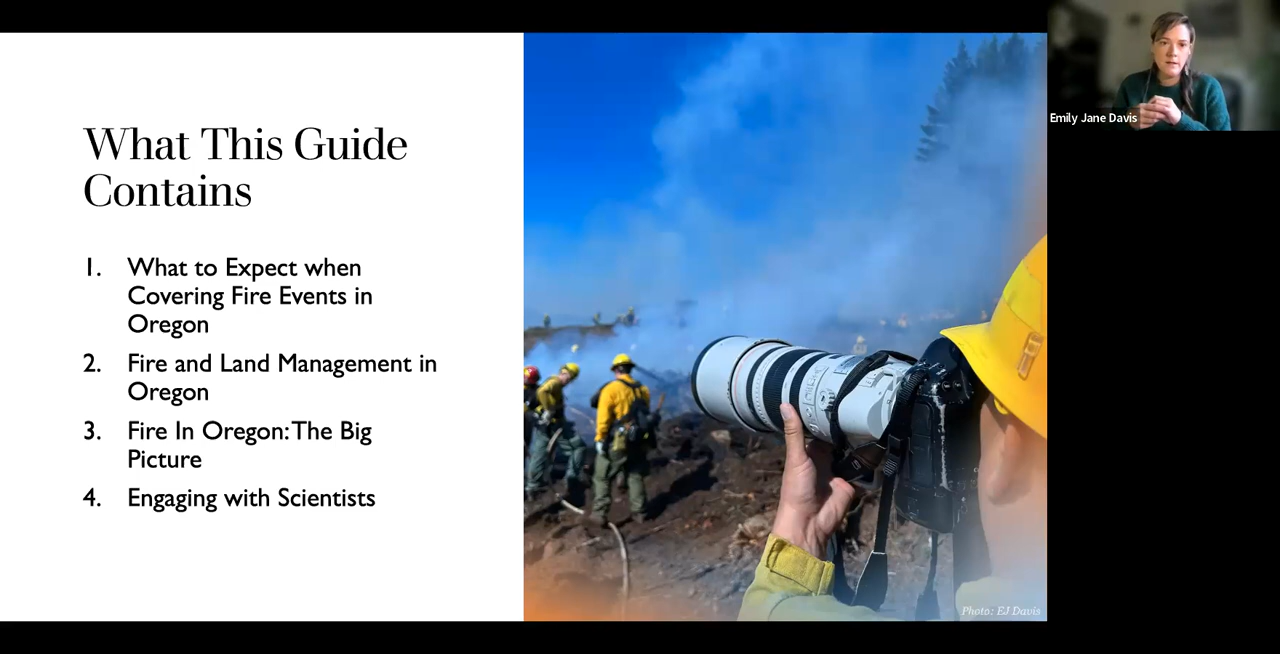 What This Guide
Contains
1. What to Expect when
Covering Fire Events in
Oregon
2. Fire and Land Management in
Oregon
3. Fire In Oregon: The Big
Picture
4. Engaging with Scientists
Photo: EJ Davis
Emily Jane Davis